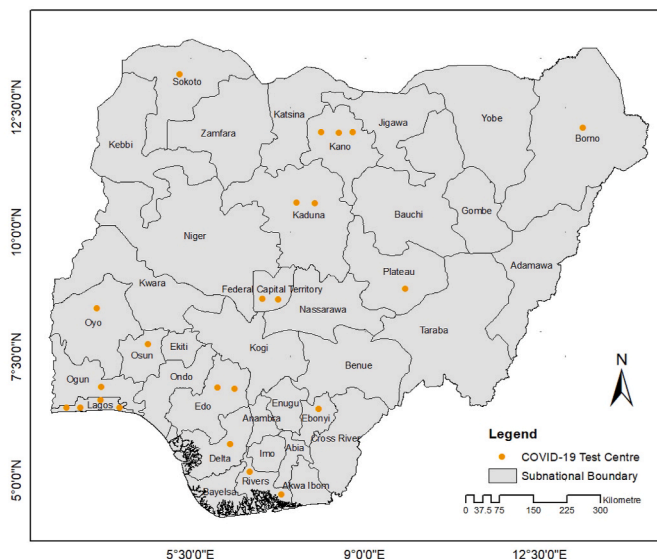 12°30'0"N
10°0'0"N
7°30'0"N
5°0'0"N
Sokoto
Katsina
Jigawa
Yobe
Borno
Kebbi
Zamfara
Kano
Kaduna
Bauchi
Gombe
Niger
Adamawa
Plateau
Kwara
Federal Capital Territory
Nassarawa
Oyo
Taraba
Osun
Ekiti
Kogi
Benue
Ogun
Ondo
Lagos
Edo
Enugu
Anambra
Ebonyi
Cross River
Delta
Imo
Abia
Rivers
Akwa Ibom
Bayelsa
N
Legend
COVID-19 Test Centre
Subnational Boundary
Kilometre
0 37.5 75 150 225 300
5°30'0"E 9°0'0"E 12°30'0"E